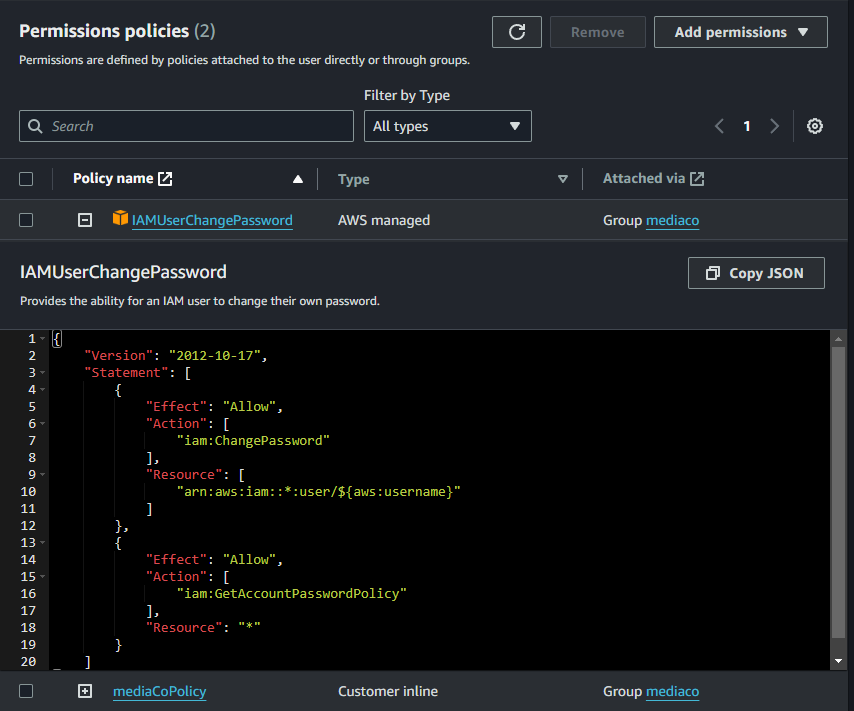 Permissions policies (2)
Remove
Add permissions
Permissions are defined by policies attached to the user directly or through groups.
Filter by Type
Search
All types
1
Policy name
Type
Attached via
IAMUserChangePassword
AWS managed
Group mediaco
IAMUserChangePassword
Copy JSON
Provides the ability for an IAM user to change their own password.
1 {
2 "Version": "2012-10-17",
3 "Statement": [
4 {
5 "Effect": "Allow",
6 "Action": [
7 "iam:ChangePassword"
8 ],
9 "Resource": [
10 "arn:aws:iam::*:user/${aws:username}"
11 ]
12 },
13 {
14 "Effect": "Allow",
15 "Action": [
16 "iam:GetAccountPasswordPolicy"
17 ],
18 "Resource": "*"
19 }
20 ]
mediaCoPolicy
Customer inline
Group mediaco